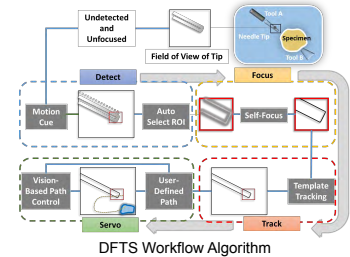 Undetected
and
Unfocused
Field of View of Tip
Tool A
Needle Tip
Specimen
Tool B
Detect
Focus
Motion
Cue
Auto
Select ROI
Self-Focus
Vision-
Based Path
Control
User-
Defined
Path
Template
Tracking
Servo
Track
DFTS Workflow Algorithm